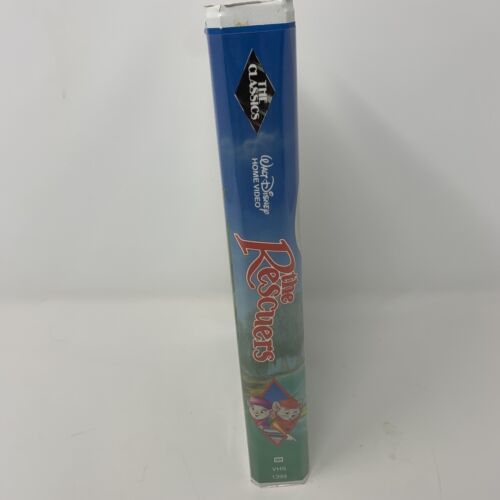 THE
CLASSICS
WALT DISNEY
HOME VIDEO
the
Rescuers
VHS
1399